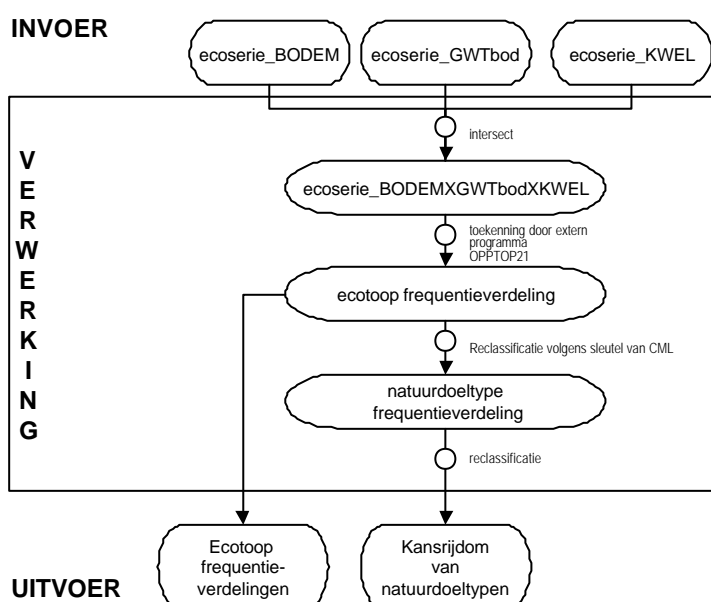 INVOER
ecoserie_BODEM
ecoserie_GWTbod
ecoserie_KWEL
intersect
VERWERKING
ecoserie_BODEMXGWTbodXKWEL
toekenning door extern
programma
OPPTOP21
ecotoop frequentieverdeling
Reclassificatie volgens sleutel van CML
natuurdoeltype
frequentieverdeling
reclassificatie
Ecotoop
frequentie-
verdelingen
Kansrijdom
van
natuurdoeltypen
UITVOER